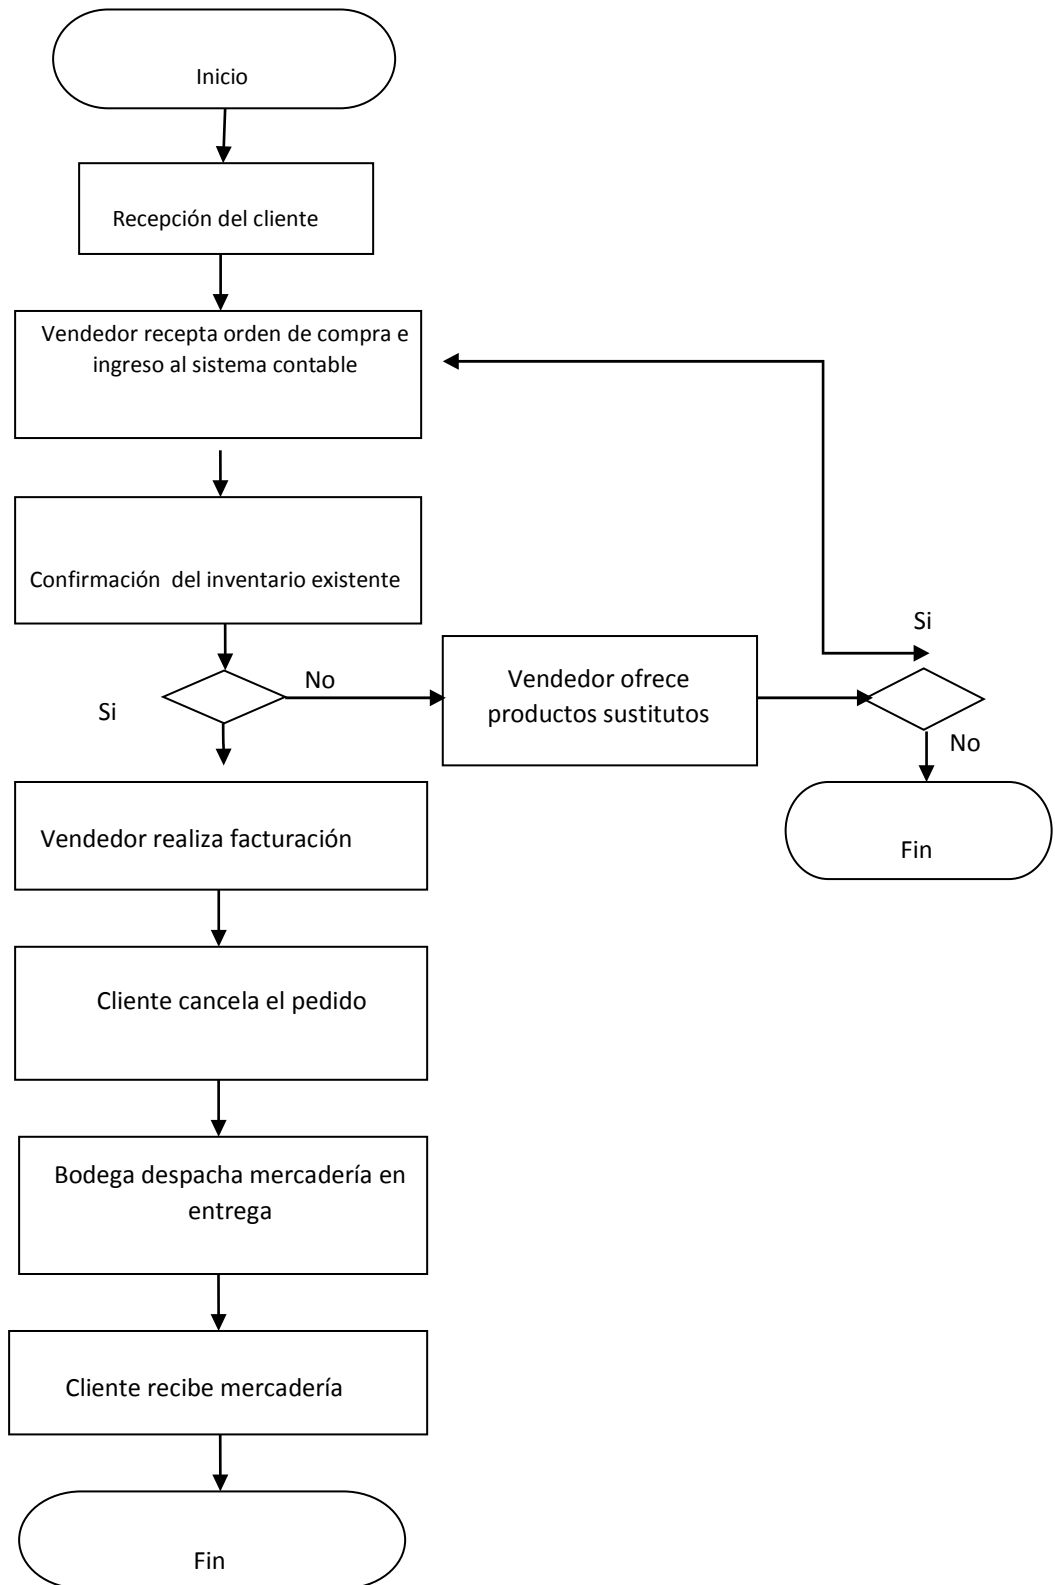 Inicio
Recepción del cliente
Vendedor recepta orden de compra e
ingreso al sistema contable
Confirmación  del inventario existente
Si
No
Vendedor ofrece
productos sustitutos
Si
No
Fin
Vendedor realiza facturación
Cliente cancela el pedido
Bodega despacha mercadería en
entrega
Cliente recibe mercadería
Fin